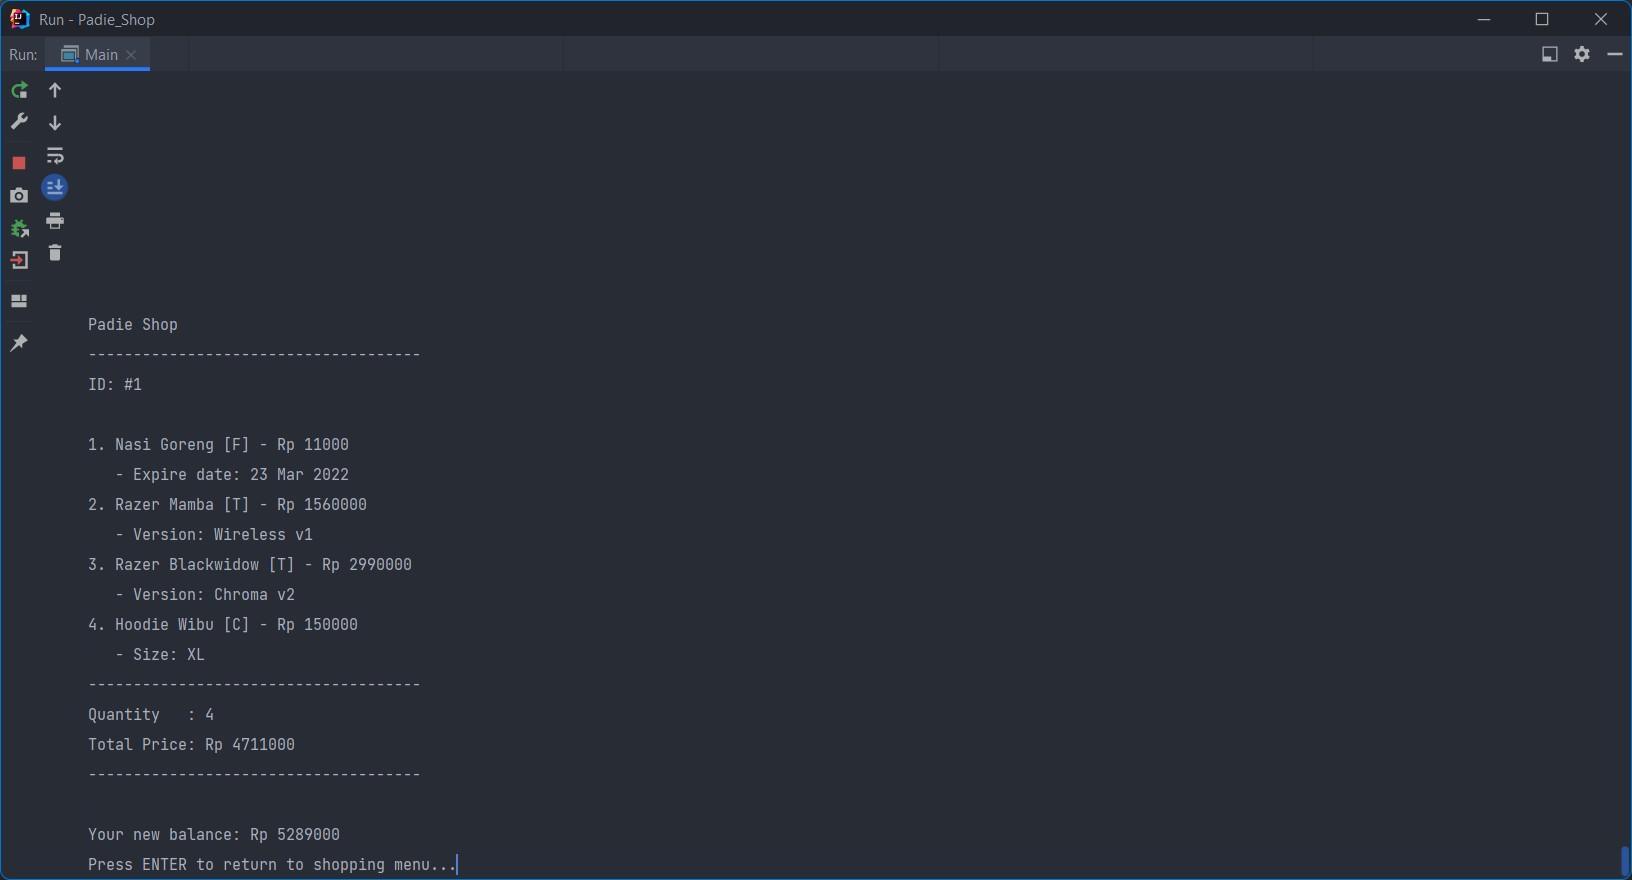 Run - Padie_Shop
Run: Main
Padie Shop
-------------------------------------
ID: #1
1. Nasi Goreng [F] - Rp 11000
   - Expire date: 23 Mar 2022
2. Razer Mamba [T] - Rp 1560000
   - Version: Wireless v1
3. Razer Blackwidow [T] - Rp 2990000
   - Version: Chroma v2
4. Hoodie Wibu [C] - Rp 150000
   - Size: XL
-------------------------------------
Quantity   : 4
Total Price: Rp 4711000
-------------------------------------
Your new balance: Rp 5289000
Press ENTER to return to shopping menu...